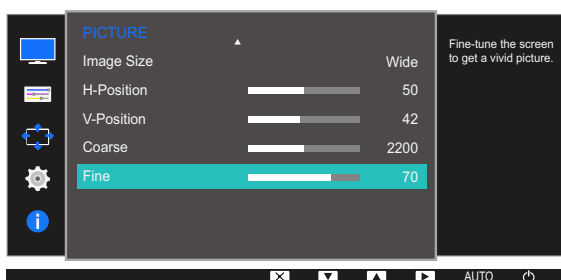 PICTURE
Image Size Wide
H-Position 50
V-Position 42
Coarse 2200
Fine 70
Fine-tune the screen
to get a vivid picture.
AUTO